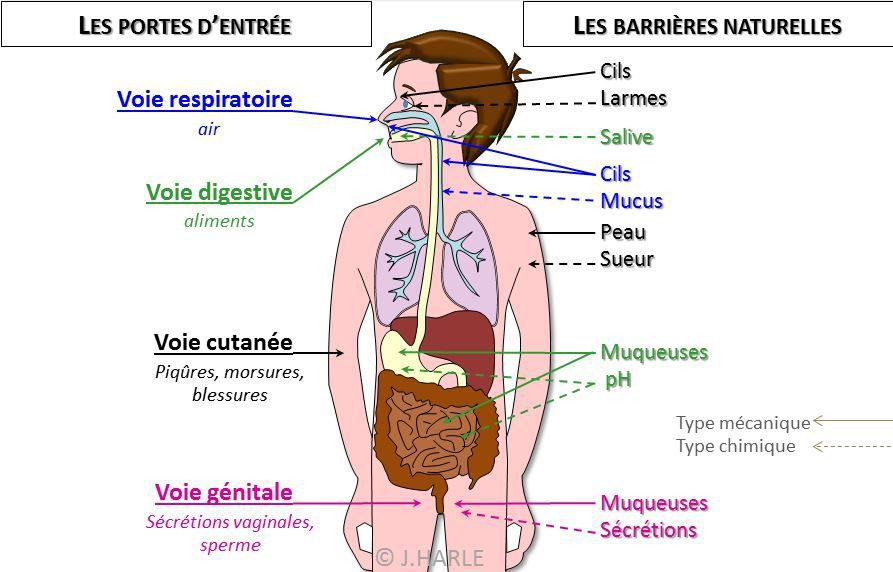 LES PORTES D'ENTRÉE
LES BARRIÈRES NATURELLES
Voie respiratoire
air
Voie digestive
aliments
Voie cutanée
Piqûres, morsures,
blessures
Voie génitale
Sécrétions vaginales,
sperme
Cils
Larmes
Salive
Cils
Mucus
Peau
Sueur
Muqueuses
pH
Type mécanique
Type chimique
Muqueuses
Sécrétions
© J.HARLE